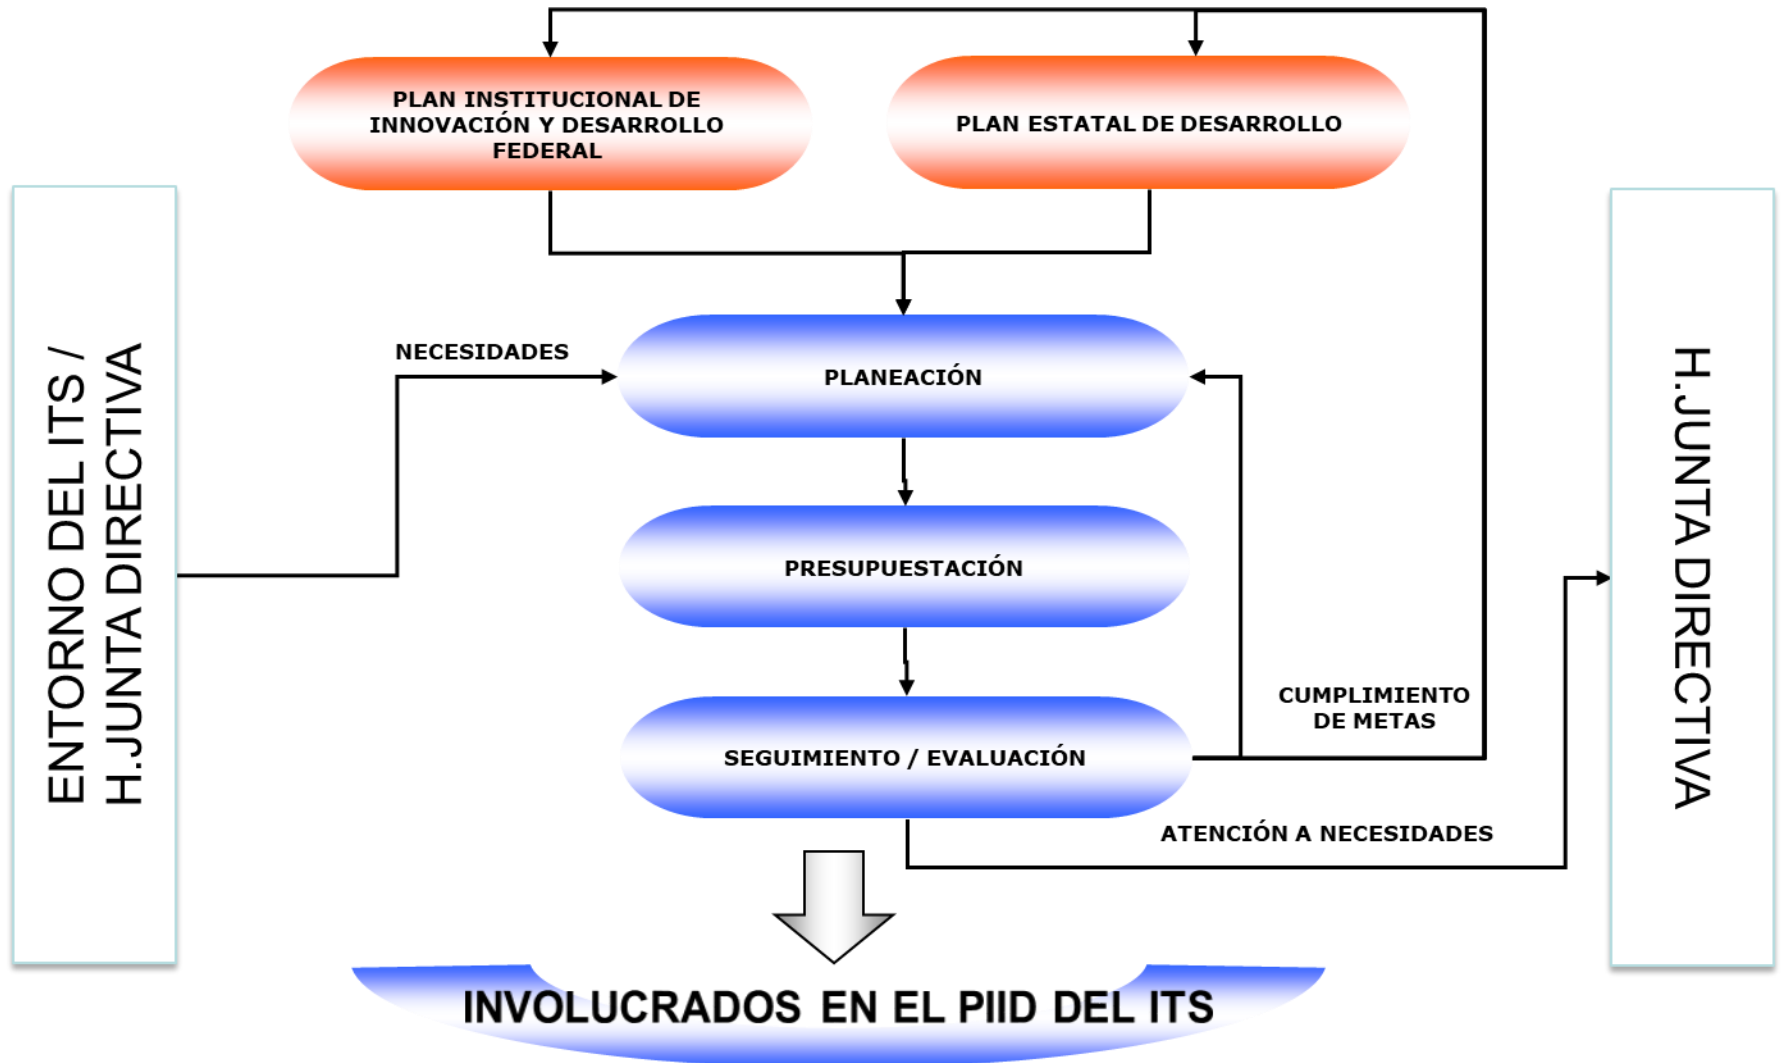 PLAN INSTITUCIONAL DE
INNOVACIÓN Y DESARROLLO
FEDERAL
PLAN ESTATAL DE DESARROLLO
ENTORNO DEL ITS /
H.JUNTA DIRECTIVA
NECESIDADES
PLANEACIÓN
PRESUPUESTACIÓN
SEGUIMIENTO / EVALUACIÓN
CUMPLIMIENTO
DE METAS
ATENCIÓN A NECESIDADES
H.JUNTA DIRECTIVA
INVOLUCRADOS EN EL PIID DEL ITS